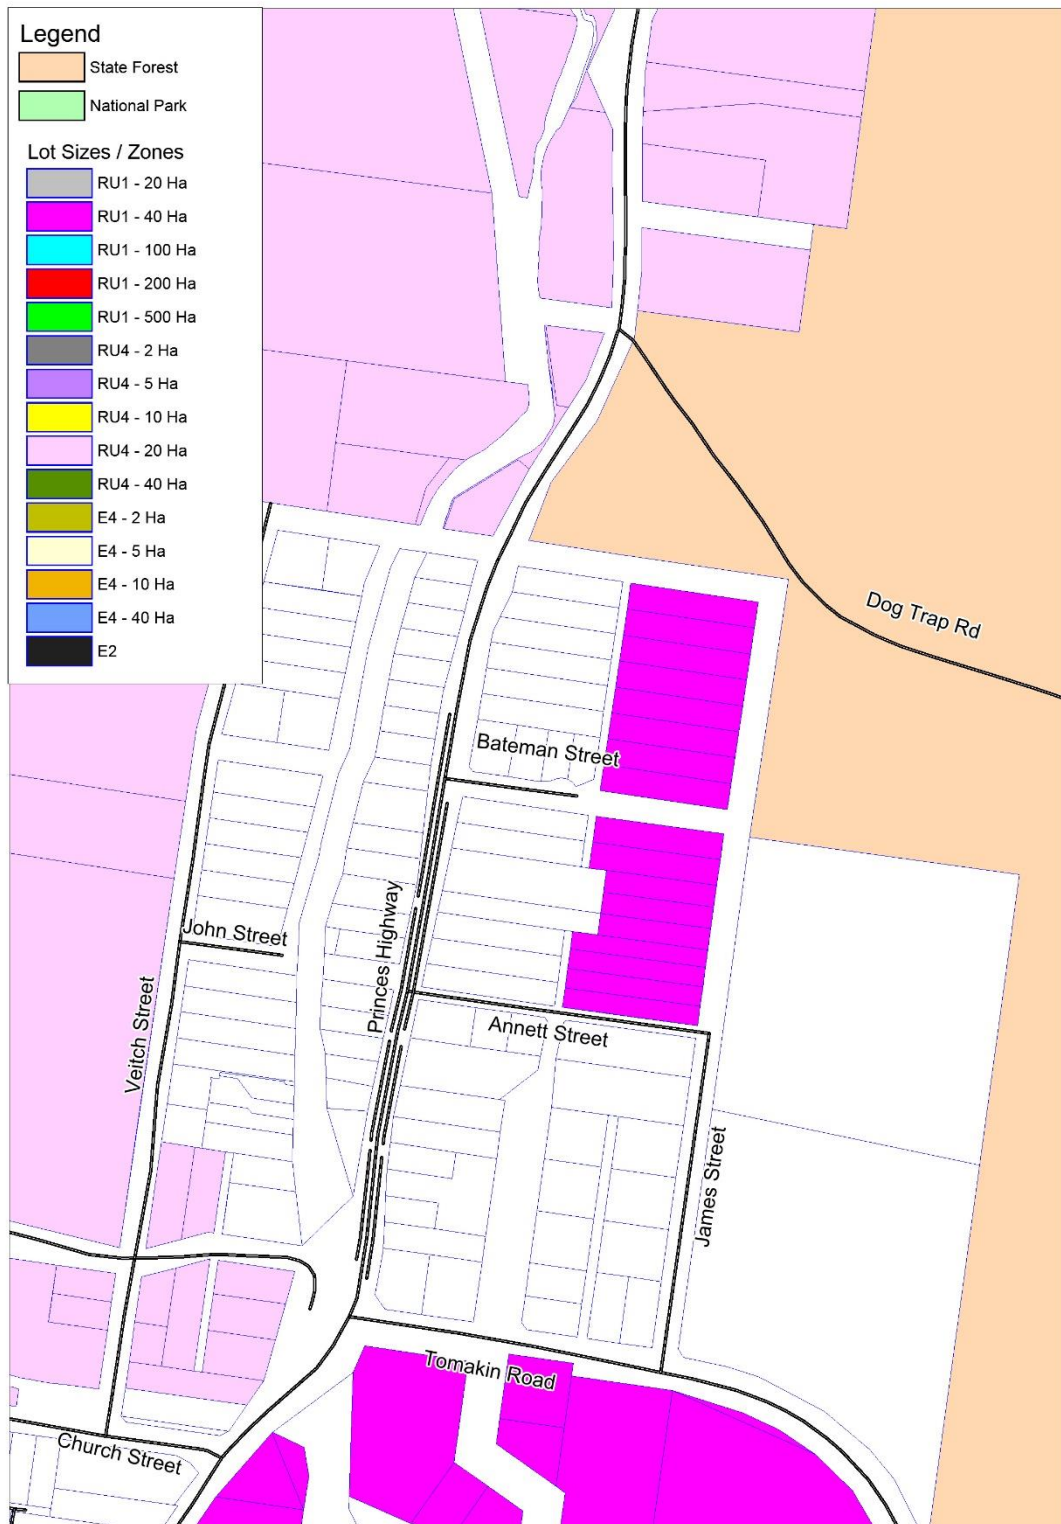 Legend
State Forest
National Park
Lot Sizes / Zones
RU1 - 20 Ha
RU1 - 40 Ha
RU1 - 100 Ha
RU1 - 200 Ha
RU1 - 500 Ha
RU4 - 2 Ha
RU4 - 5 Ha
RU4 - 10 Ha
RU4 - 20 Ha
RU4 - 40 Ha
E4 - 2 Ha
E4 - 5 Ha
E4 - 10 Ha
E4 - 40 Ha
E2
Dog Trap Rd
Bateman Street
Princes Highway
John Street
Veitch Street
Annett Street
James Street
Tomakin Road
Church Street